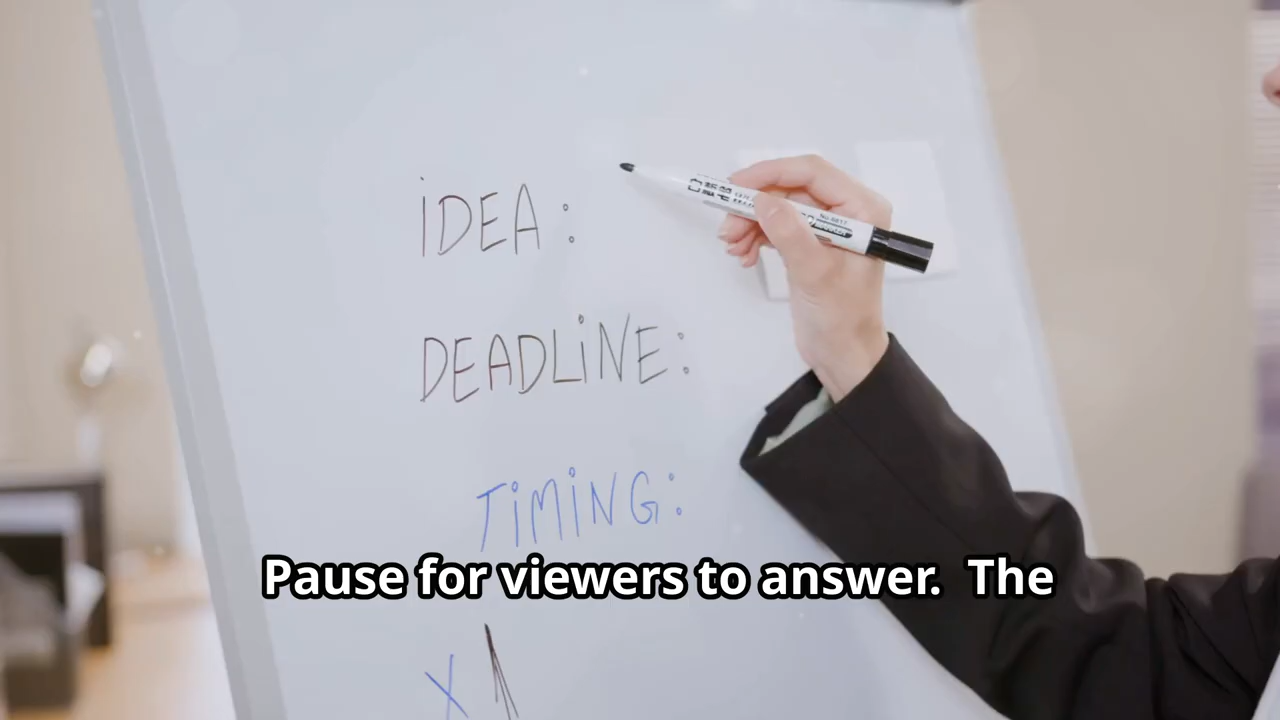 iDEA:
DEADLiNE:
TiMiNG:
Pause for viewers to answer. The
X